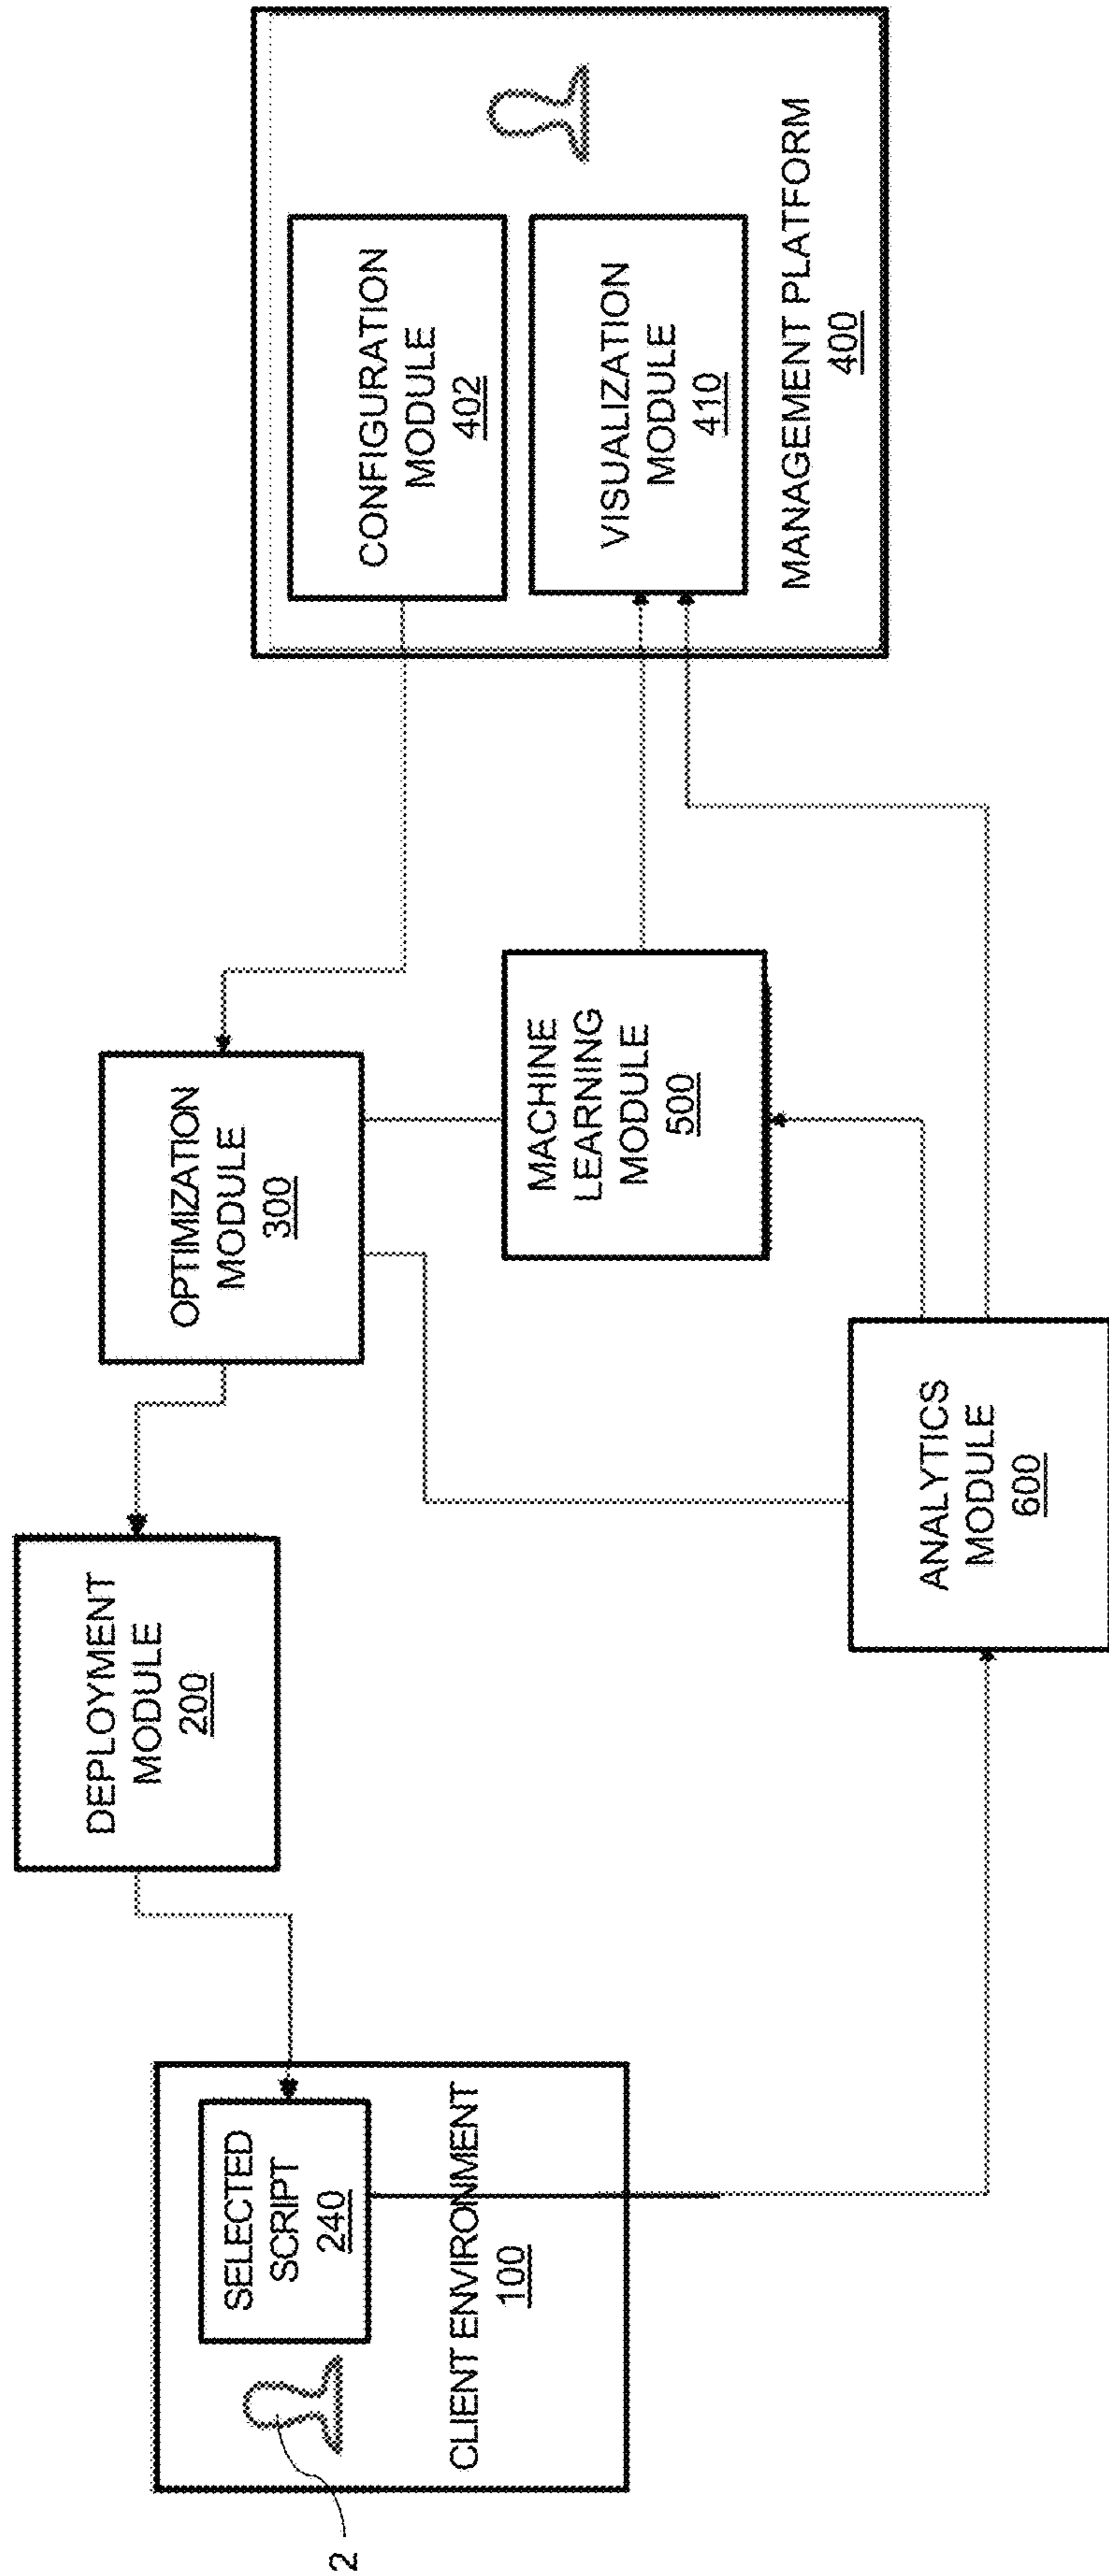 2
SELECTED
SCRIPT
240
CLIENT ENVIRONMENT
100
DEPLOYMENT
MODULE
200
OPTIMIZATION
MODULE
300
MACHINE
LEARNING
MODULE
500
ANALYTICS
MODULE
600
CONFIGURATION
MODULE
402
VISUALIZATION
MODULE
410
MANAGEMENT PLATFORM
400